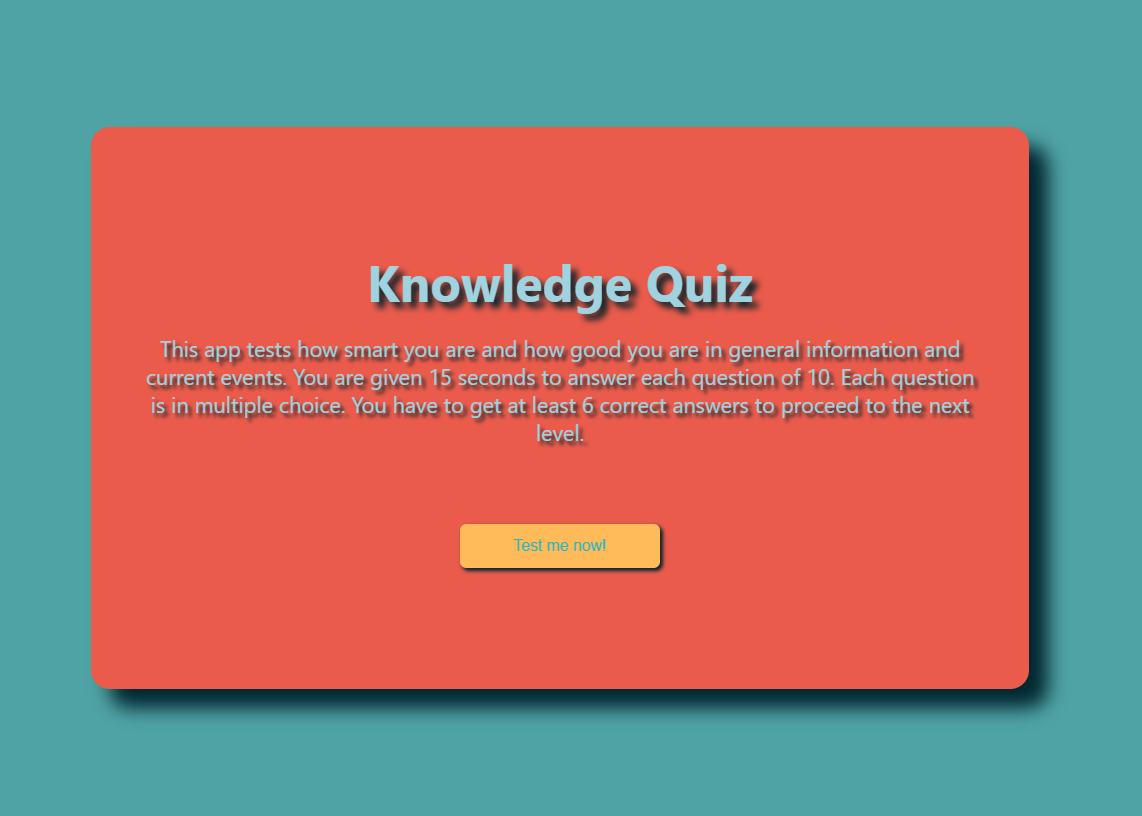 Knowledge Quiz
This app tests how smart you are and how good you are in general information and
current events. You are given 15 seconds to answer each question of 10. Each question
is in multiple choice. You have to get at least 6 correct answers to proceed to the next
level.
Test me now!